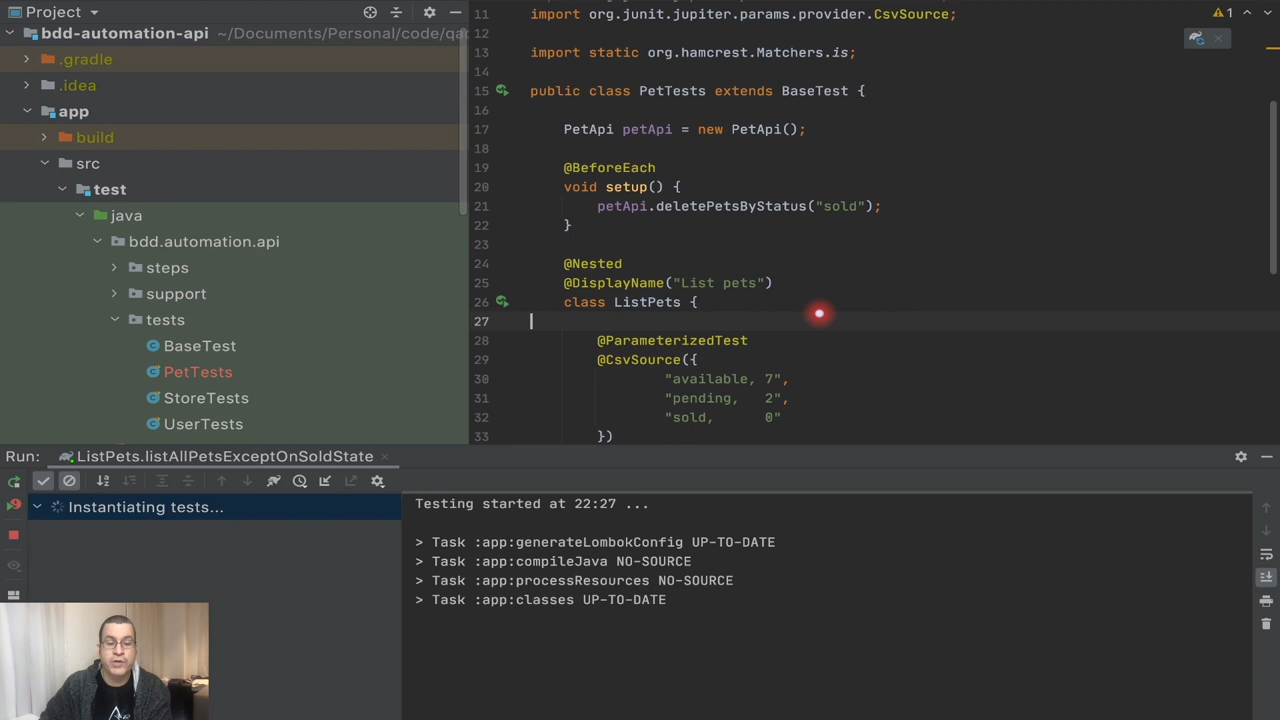 Project
bdd-automation-api ~/Documents/Personal/code/qac
.gradle
.idea
app
build
src
test
java
bdd.automation.api
steps
support
tests
BaseTest
PetTests
StoreTests
UserTests
11 import org.junit.jupiter.params.provider.CsvSource;
12
13 import static org.hamcrest.Matchers.is;
14
15 public class PetTests extends BaseTest {
16
17 PetApi petApi = new PetApi();
18
19 @BeforeEach
20 void setup() {
21 petApi.deletePetsByStatus("sold");
22 }
23
24 @Nested
25 @DisplayName("List pets")
26 class ListPets {
27
28 @ParameterizedTest
29 @CsvSource({
30 "available, 7",
31 "pending, 2",
32 "sold, 0"
33 })
1
Run: ListPets.listAllPetsExceptOnSoldState
Instantiating tests...
Testing started at 22:27 ...
> Task :app:generateLombokConfig UP-TO-DATE
> Task :app:compileJava NO-SOURCE
> Task :app:processResources NO-SOURCE
> Task :app:classes UP-TO-DATE